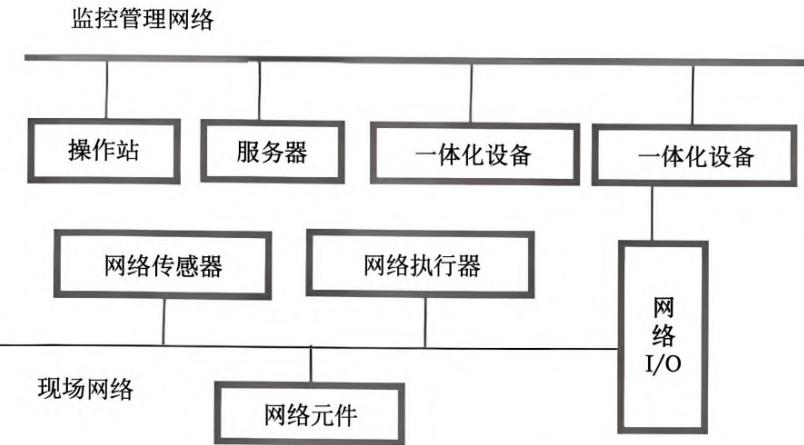 监控管理网络
操作站
服务器
一体化设备
一体化设备
网络传感器
网络执行器
网
络
I/O
现场网络
网络元件